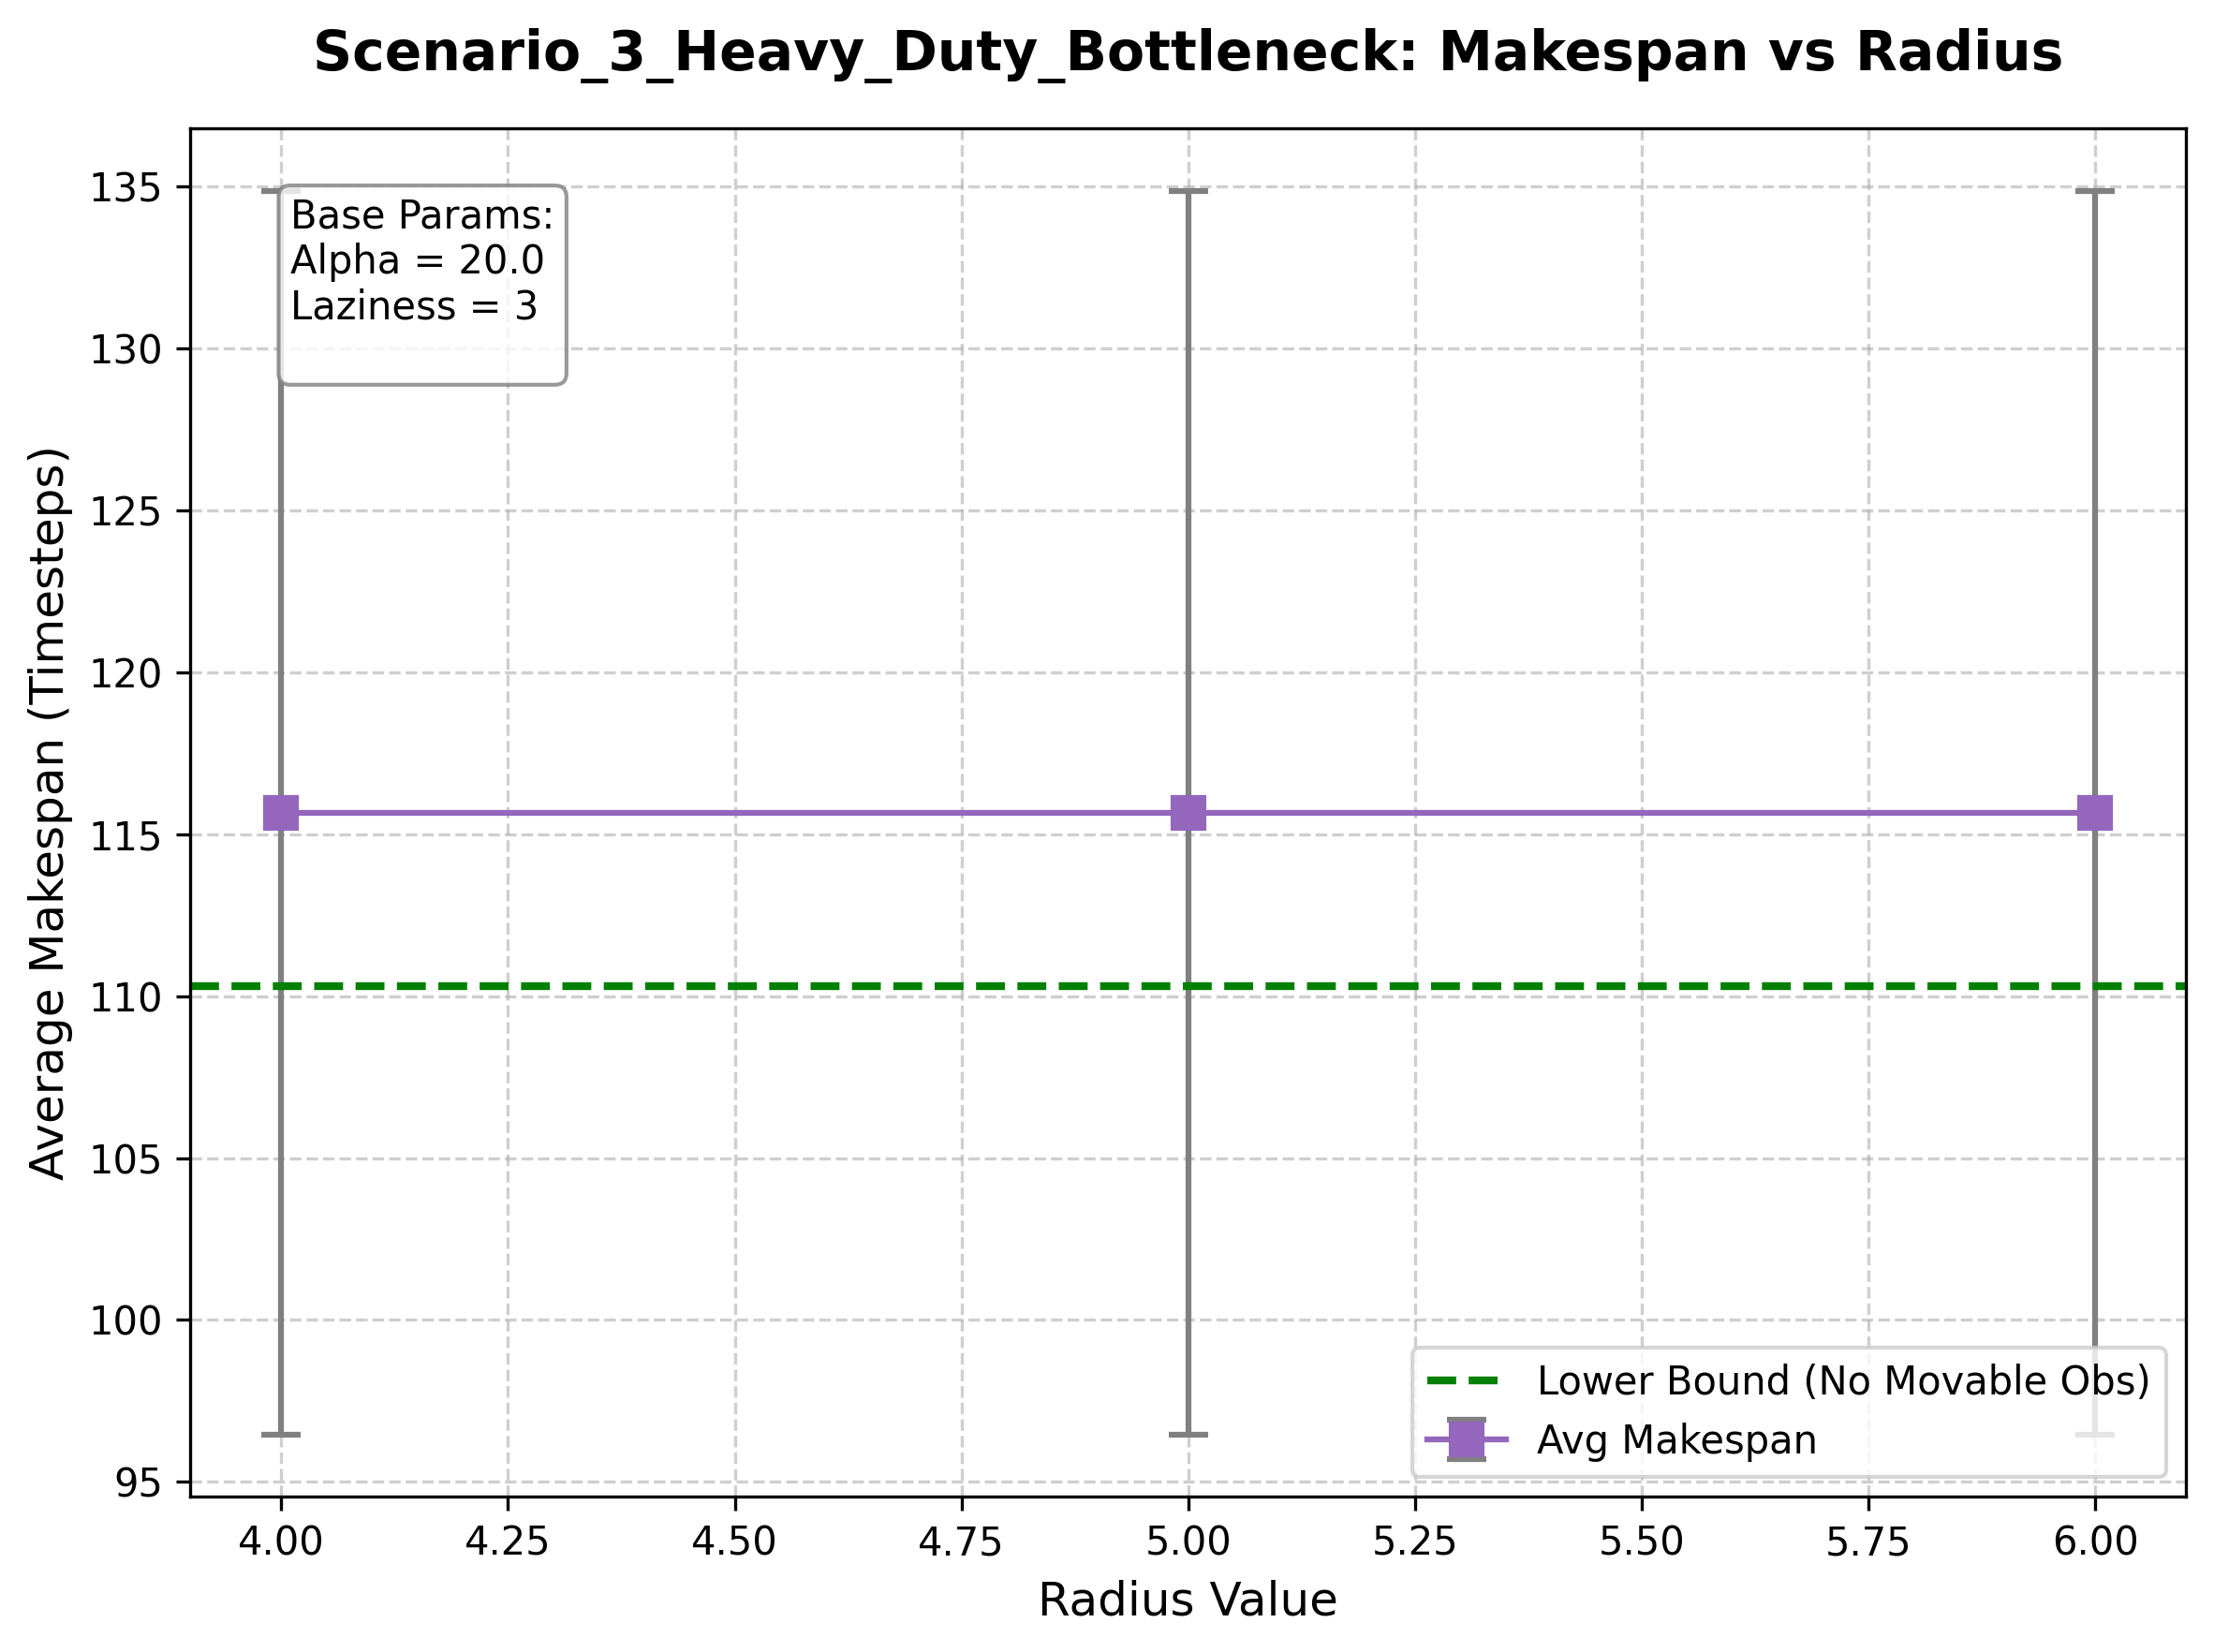 Scenario_3_Heavy_Duty_Bottleneck: Makespan vs Radius
Average Makespan (Timesteps)
135
130
125
120
115
110
105
100
95
Base Params:
Alpha = 20.0
Laziness = 3
Lower Bound (No Movable Obs)
Avg Makespan
4.00 4.25 4.50 4.75 5.00 5.25 5.50 5.75 6.00
Radius Value